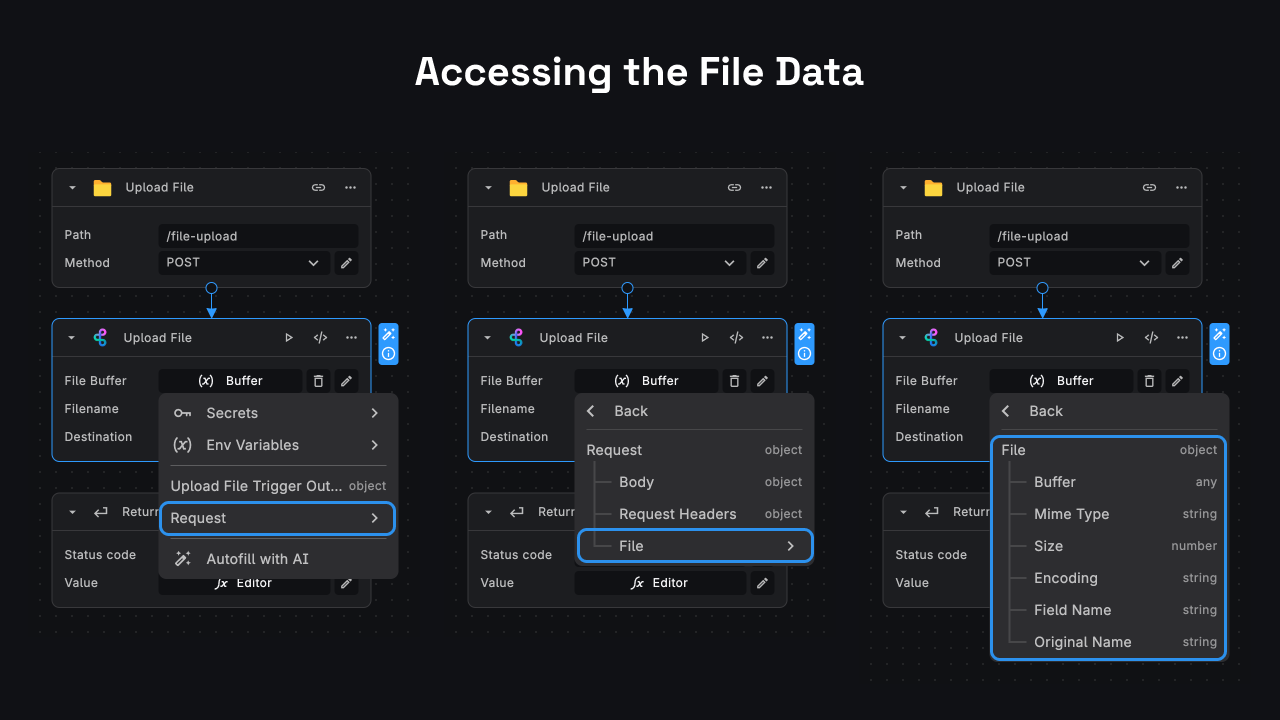 Accessing the File Data
Upload File
Path
/file-upload
Method
POST
Upload File
File Buffer
(x) Buffer
Filename
Destination
Secrets
(x) Env Variables
Upload File Trigger Out... object
Request
Autofill with AI
Return
Status code
Value
fx Editor
Upload File
Path
/file-upload
Method
POST
Upload File
File Buffer
(x) Buffer
Filename
Destination
Back
Request object
Body object
Request Headers object
File
Return
Status code
Value
fx Editor
Upload File
Path
/file-upload
Method
POST
Upload File
File Buffer
(x) Buffer
Filename
Destination
Back
File object
Buffer any
Mime Type string
Size number
Encoding string
Field Name string
Original Name string
Return
Status code
Value